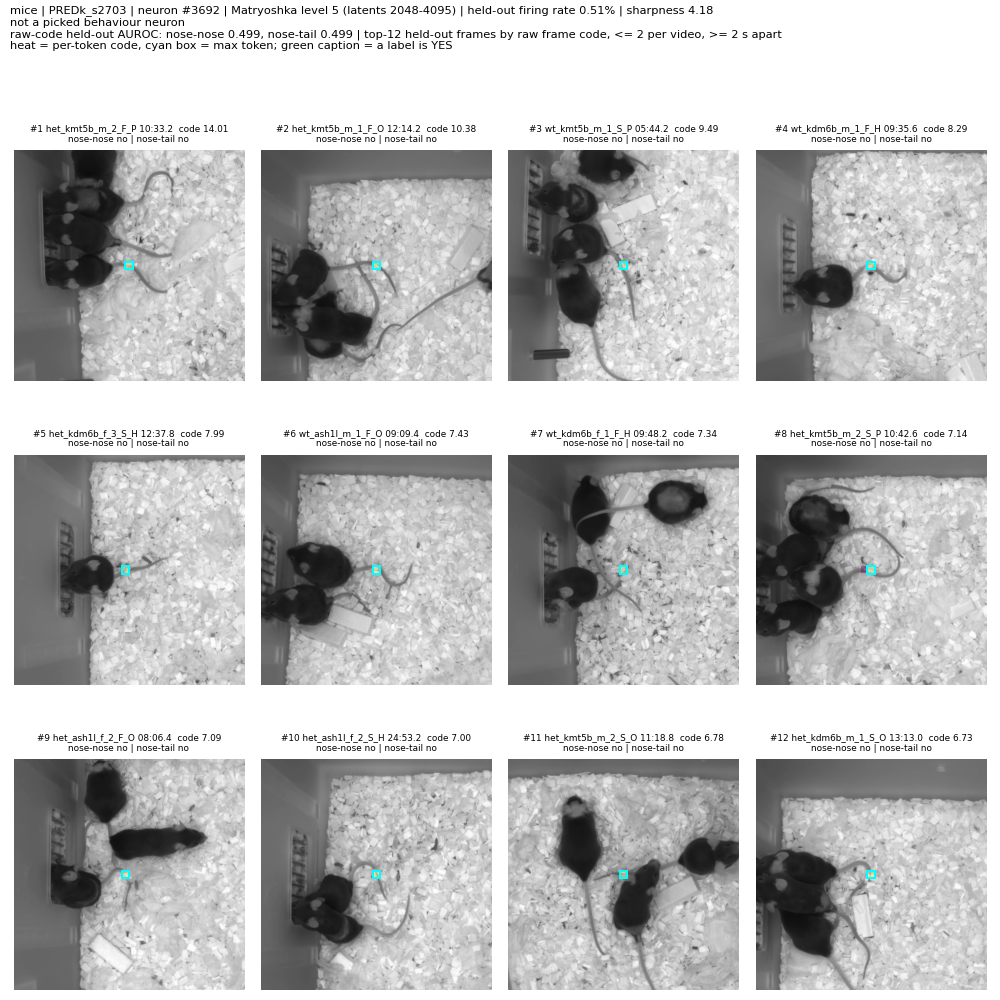 mice | PREDk_s2703 | neuron #3692 | Matryoshka level 5 (latents 2048-4095) | held-out firing rate 0.51% | sharpness 4.18
not a picked behaviour neuron
raw-code held-out AUROC: nose-nose 0.499, nose-tail 0.499 | top-12 held-out frames by raw frame code, <= 2 per video, >= 2 s apart
heat = per-token code, cyan box = max token; green caption = a label is YES
#1 het_kmt5b_m_2_F_P 10:33.2 code 14.01
nose-nose no | nose-tail no
#2 het_kmt5b_m_1_F_O 12:14.2 code 10.38
nose-nose no | nose-tail no
#3 wt_kmt5b_m_1_S_P 05:44.2 code 9.49
nose-nose no | nose-tail no
#4 wt_kdm6b_m_1_F_H 09:35.6 code 8.29
nose-nose no | nose-tail no
#5 het_kdm6b_f_3_S_H 12:37.8 code 7.99
nose-nose no | nose-tail no
#6 wt_ash1l_m_1_F_O 09:09.4 code 7.43
nose-nose no | nose-tail no
#7 wt_kdm6b_f_1_F_H 09:48.2 code 7.34
nose-nose no | nose-tail no
#8 het_kmt5b_m_2_S_P 10:42.6 code 7.14
nose-nose no | nose-tail no
#9 het_ash1l_f_2_F_O 08:06.4 code 7.09
nose-nose no | nose-tail no
#10 het_ash1l_f_2_S_H 24:53.2 code 7.00
nose-nose no | nose-tail no
#11 het_kmt5b_m_2_S_O 11:18.8 code 6.78
nose-nose no | nose-tail no
#12 het_kdm6b_m_1_S_O 13:13.0 code 6.73
nose-nose no | nose-tail no